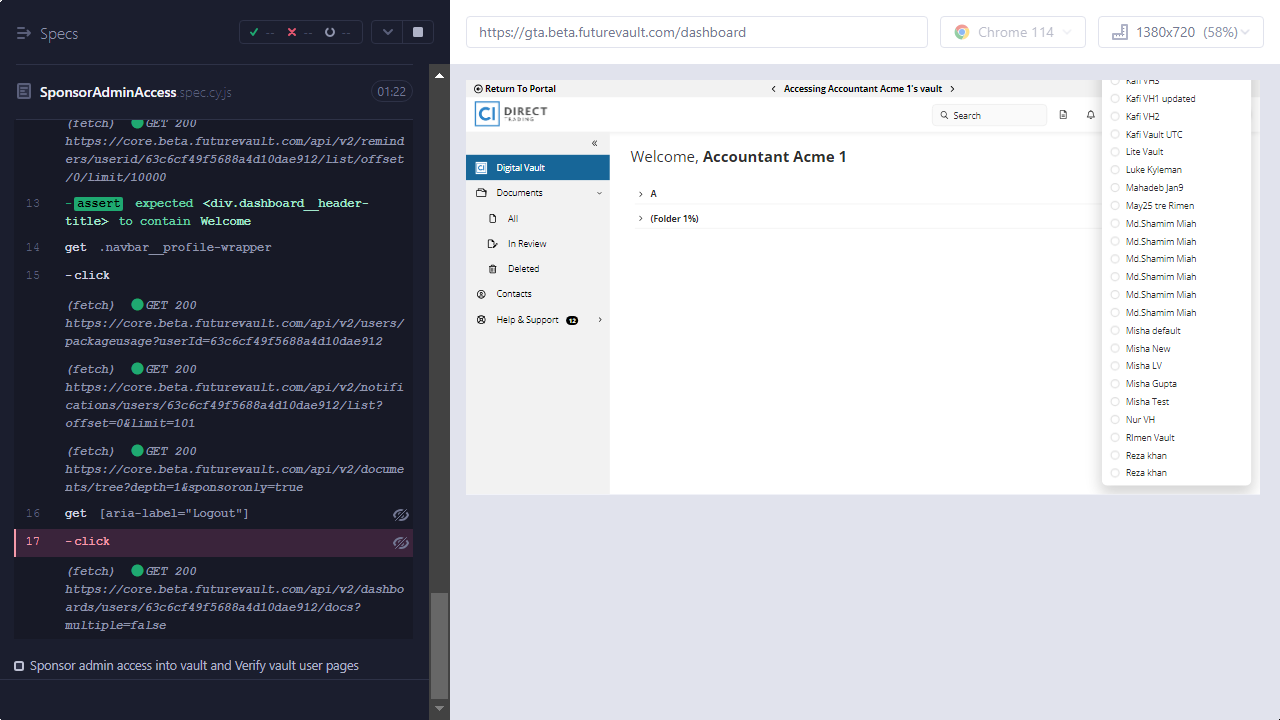 Specs
--
--
--
SponsorAdminAccess.spec.cy.js
01:22
(fetch) GET 200
https://core.beta.futurevault.com/api/v2/remind
ers/userid/63c6cf49f5688a4d10dae912/list/offset
/0/limit/10000
13 -assert expected <div.dashboard__header-
title> to contain Welcome
14 get .navbar__profile-wrapper
15 -click
(fetch) GET 200
https://core.beta.futurevault.com/api/v2/users/
packageusage?userId=63c6cf49f5688a4d10dae912
(fetch) GET 200
https://core.beta.futurevault.com/api/v2/notifi
cations/users/63c6cf49f5688a4d10dae912/list?
offset=0&limit=101
(fetch) GET 200
https://core.beta.futurevault.com/api/v2/docume
nts/tree?depth=1&sponsoronly=true
16 get [aria-label="Logout"]
17 -click
(fetch) GET 200
https://core.beta.futurevault.com/api/v2/dashbo
ards/users/63c6cf49f5688a4d10dae912/docs?
multiple=false
Sponsor admin access into vault and Verify vault user pages
https://gta.beta.futurevault.com/dashboard
Chrome 114
1380x720 (58%)
Return To Portal
Accessing Accountant Acme 1's vault
CI DIRECT
TRADING
Search
«
Digital Vault
Documents
All
In Review
Deleted
Contacts
Help & Support 12
Welcome, Accountant Acme 1
A
(Folder 1%)
Kafi VH3
Kafi VH1 updated
Kafi VH2
Kafi Vault UTC
Lite Vault
Luke Kyleman
Mahadeb Jan9
May25 tre Rimen
Md.Shamim Miah
Md.Shamim Miah
Md.Shamim Miah
Md.Shamim Miah
Md.Shamim Miah
Md.Shamim Miah
Misha default
Misha New
Misha LV
Misha Gupta
Misha Test
Nur VH
RImen Vault
Reza khan
Reza khan